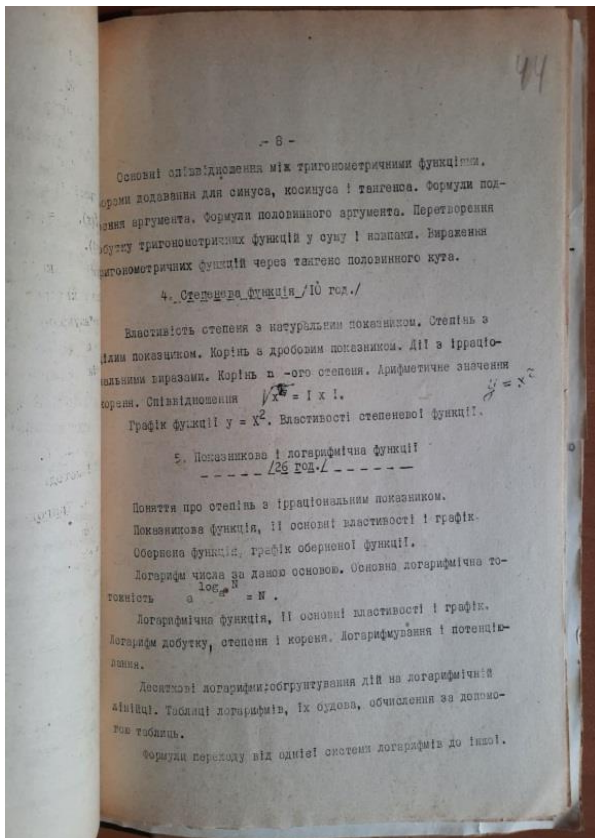 44
- 8 -
Основні співвідношення між тригонометричними функціями.
додавання для синуса, косинуса і тангенса. Формули под-
аргумента. Формули половинного аргумента. Перетворення
добутку тригонометричних функцій у суму і навпаки. Вираження
тригонометричних функцій через тангенс половинного кута.
4. Степенева функція /10 год./
Властивість степеня з натуральним показником. Степінь з
цілим показником. Корінь з дробовим показником. Дії з ірраціо-
нальними виразами. Корінь n -ого степеня. Арифметичне значення
кореня. Співвідношення √x² = I x I.
y = x²
Графік функції y = x². Властивості степеневої функції.
5. Показникова і логарифмічна функції
/26 год./
Поняття про степінь з ірраціональним показником.
Показникова функція, її основні властивості і графік.
Обернена функція, графік оберненої функції.
Логарифм числа за даною основою. Основна логарифмічна то-
тожність a log a N = N .
Логарифмічна функція, її основні властивості і графік.
Логарифм добутку, степеня і кореня. Логарифмування і потенцію-
вання.
Десяткові логарифми;обгрунтування дій на логарифмічній
лінійці. Таблиці логарифмів, їх будова, обчислення за допомо-
гою таблиць.
Формули переходу від однієї системи логарифмів до іншої.